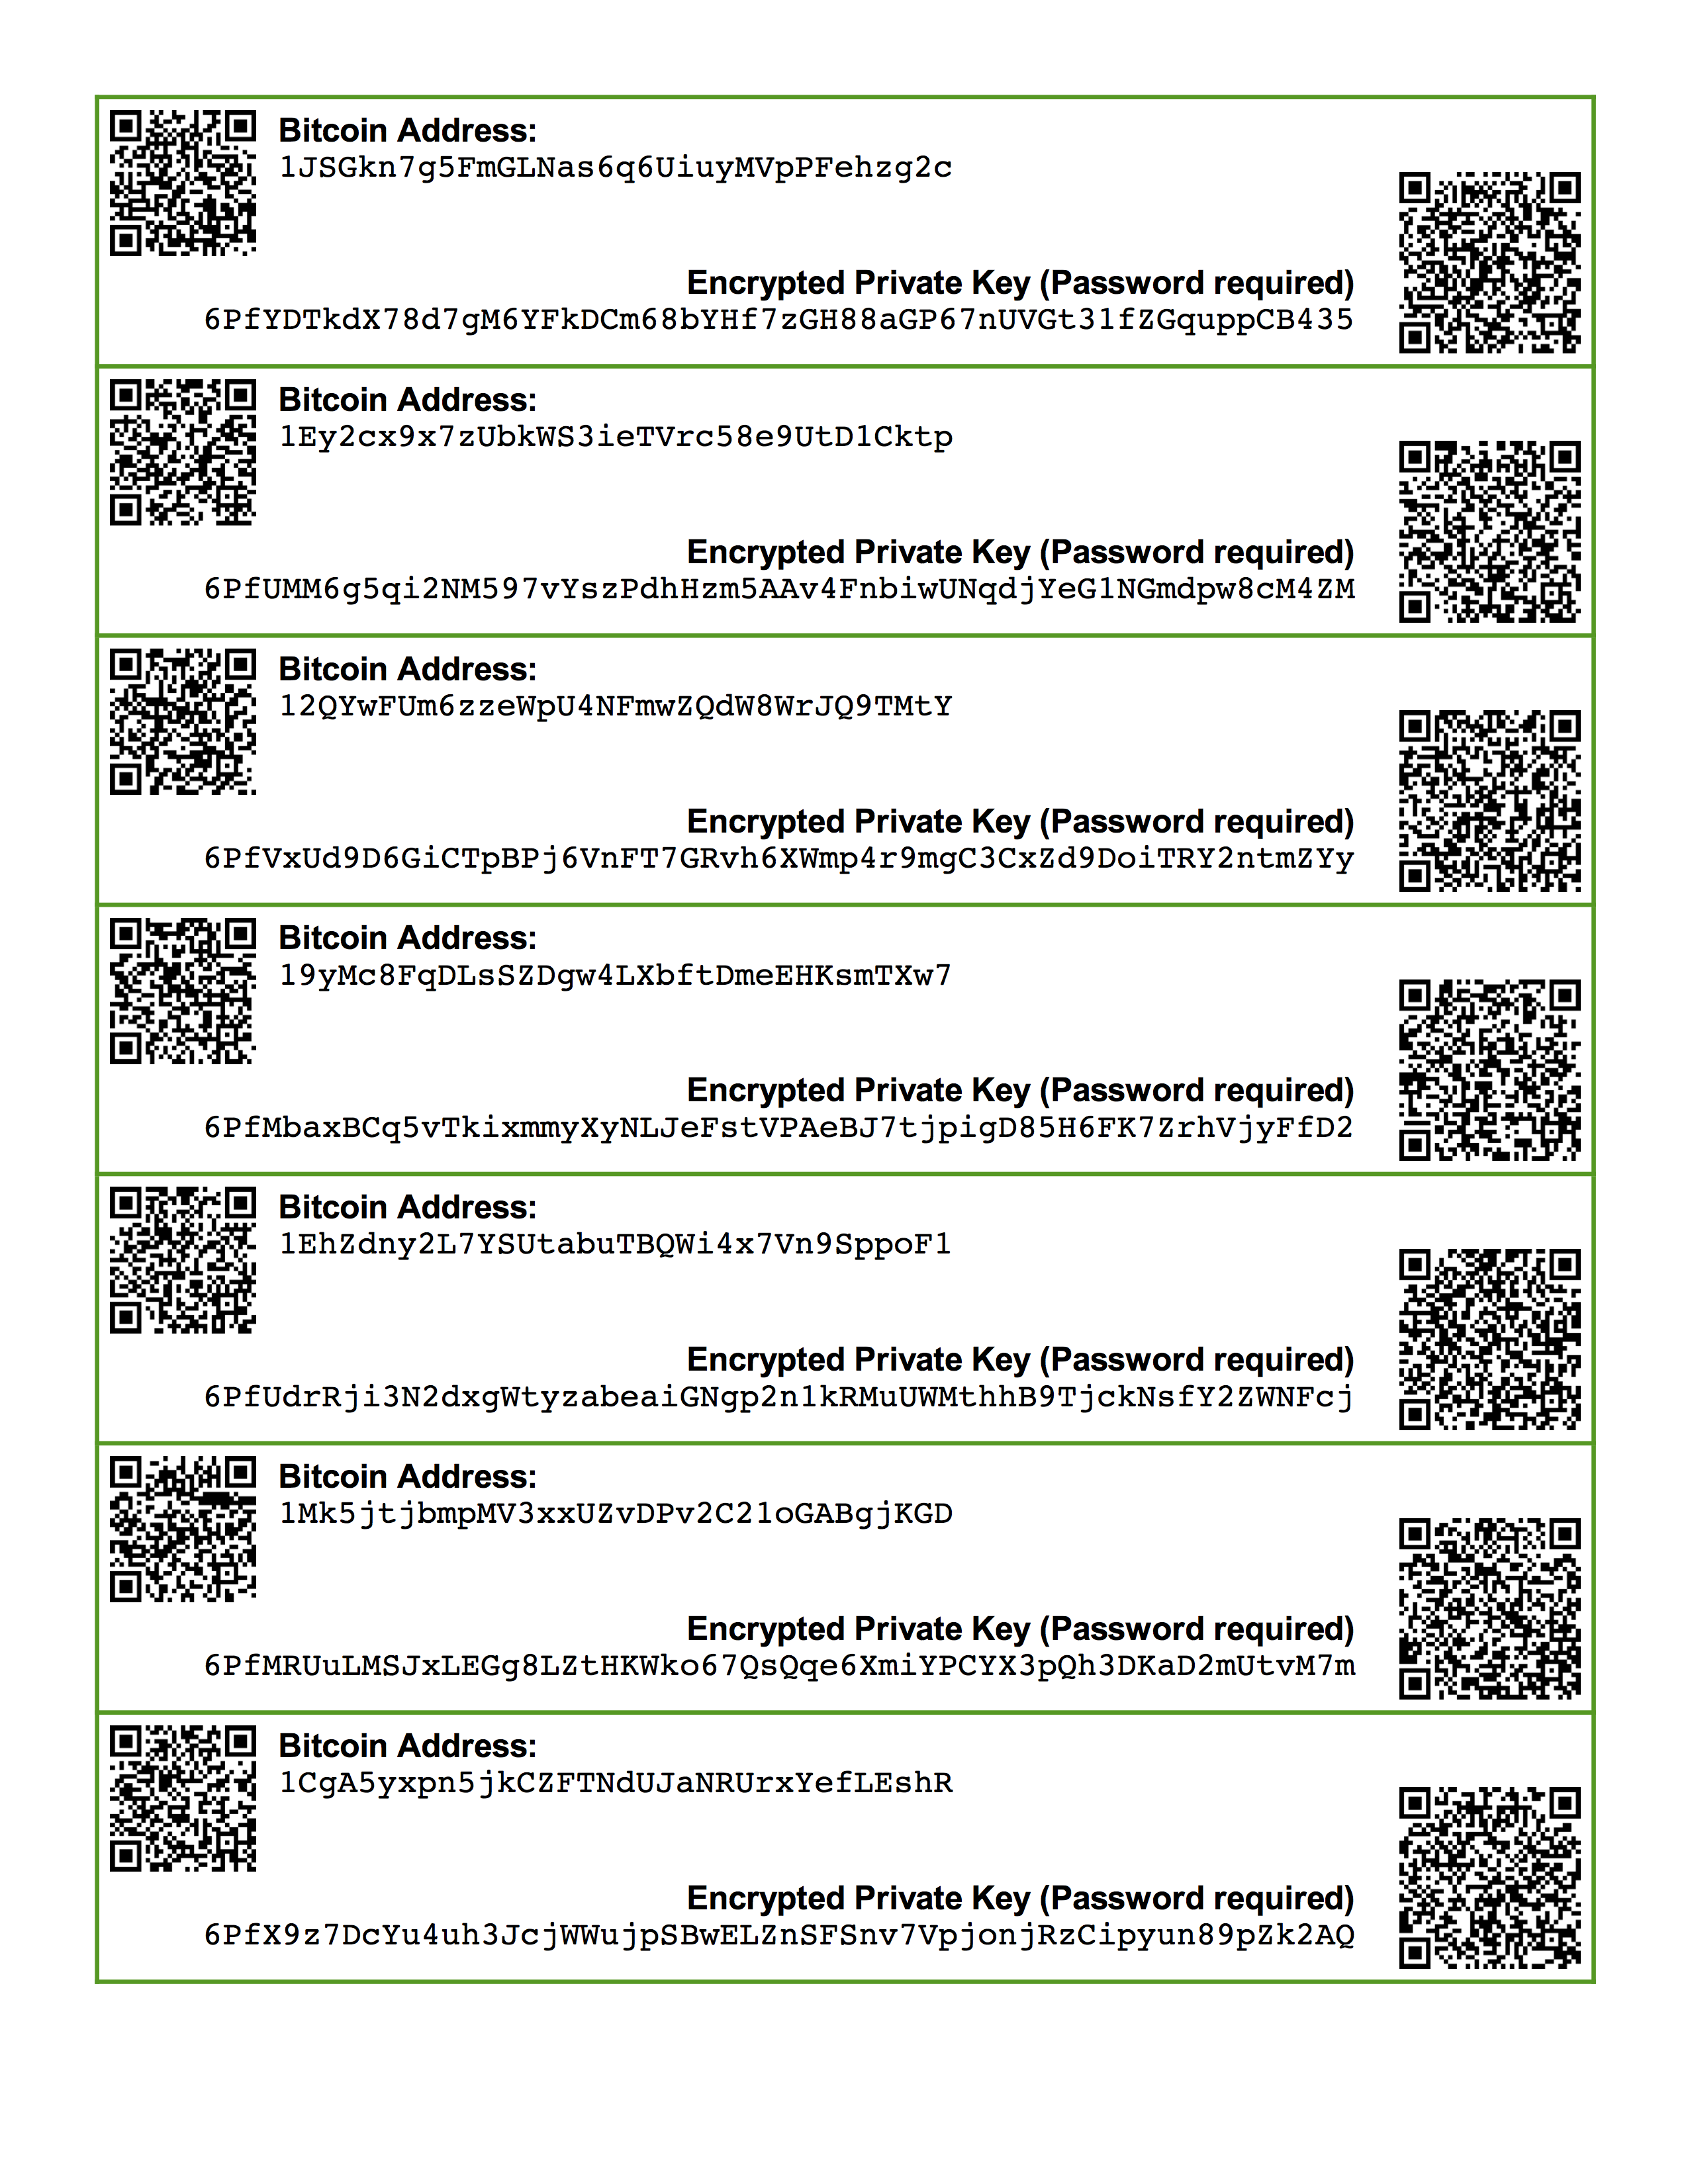 Bitcoin Address:
1JSGkn7g5FmGLNas6q6UiuyMVpPFehzg2c
Encrypted Private Key (Password required)
6PfYDTkdX78d7gM6YFkDCm68bYHf7zGH88aGP67nUVGt31fZGquppCB435
Bitcoin Address:
1Ey2cx9x7zUbkWS3ieTVrc58e9UtD1Cktp
Encrypted Private Key (Password required)
6PfUMM6g5qi2NM597vYszPdhHzm5AAv4FnbiwUNqdjYeG1NGmdpw8cM4ZM
Bitcoin Address:
12QYwFUm6zzeWpU4NFmwZQdW8WrJQ9TMtY
Encrypted Private Key (Password required)
6PfVxUd9D6GiCTpBPj6VnFT7GRvh6XWmp4r9mgC3CxZd9DoiTRY2ntmZYy
Bitcoin Address:
19yMc8FqDLsSZDgw4LXbftDmeEHKsmTXw7
Encrypted Private Key (Password required)
6PfMbaxBCq5vTkixmmyXyNLJeFstVPAeBJ7tjpigD85H6FK7ZrhVjyFfD2
Bitcoin Address:
1EhZdny2L7YSUtabuTBQWi4x7Vn9SppoF1
Encrypted Private Key (Password required)
6PfUdrRji3N2dxgWtyzabeaiGNgp2n1kRMuUWMthhB9TjckNsfY2ZWNFcj
Bitcoin Address:
1Mk5jtjbmpMV3xxUZvDPv2C21oGABgjKGD
Encrypted Private Key (Password required)
6PfMRUuLMSJxLEGg8LZtHKWko67QsQqe6XmiYPCYX3pQh3DKaD2mUtvM7m
Bitcoin Address:
1CgA5yxpn5jkCZFTNdUJaNRUrxYefLEshR
Encrypted Private Key (Password required)
6PfX9z7DcYu4uh3JcjWWujpSBwELZnSFSnv7VpjonjRzCipyun89pZk2AQ